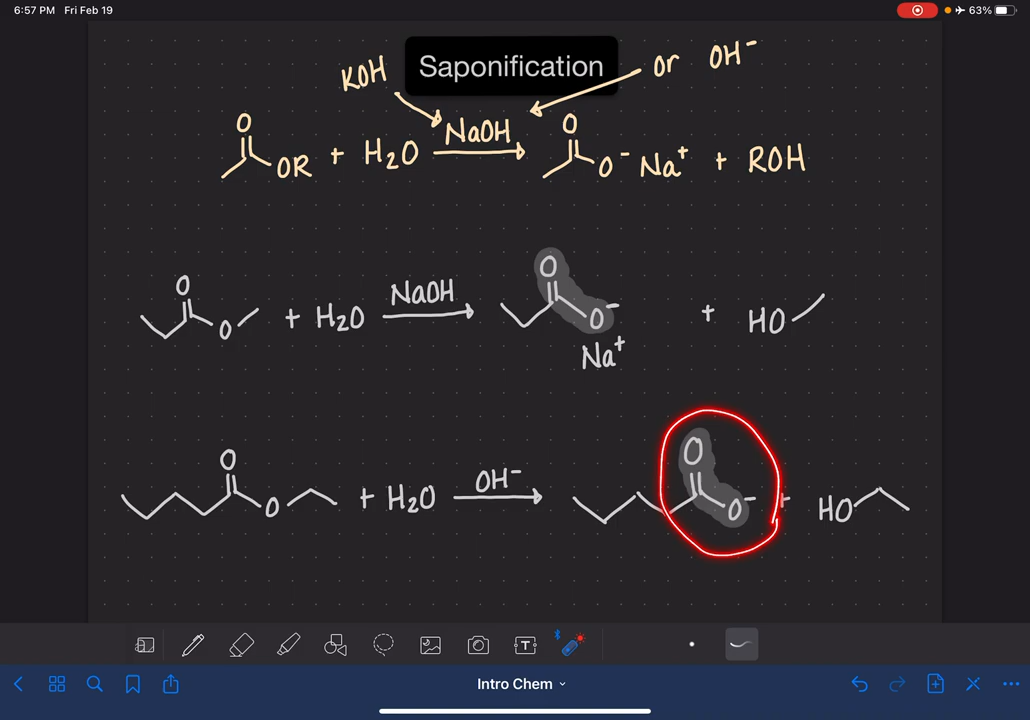 6:57 PM Fri Feb 19 63%
Saponification
KOH or OH⁻
O NaOH O
OR + H₂O O⁻ Na⁺ + ROH
O NaOH O
O + H₂O O⁻ + HO
Na⁺
O OH⁻ O
O + H₂O O⁻ + HO
T
Intro Chem